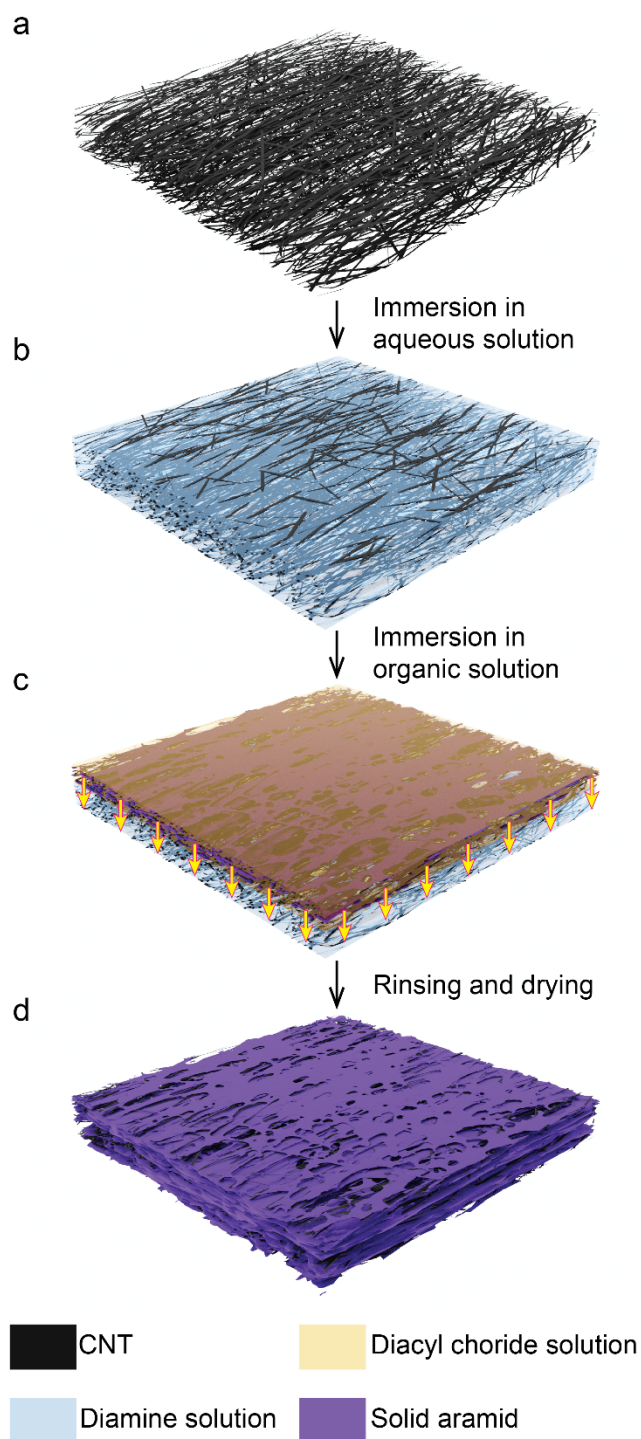 a
Immersion in
aqueous solution
b
Immersion in
organic solution
c
Rinsing and drying
d
CNT
Diacyl choride solution
Diamine solution
Solid aramid